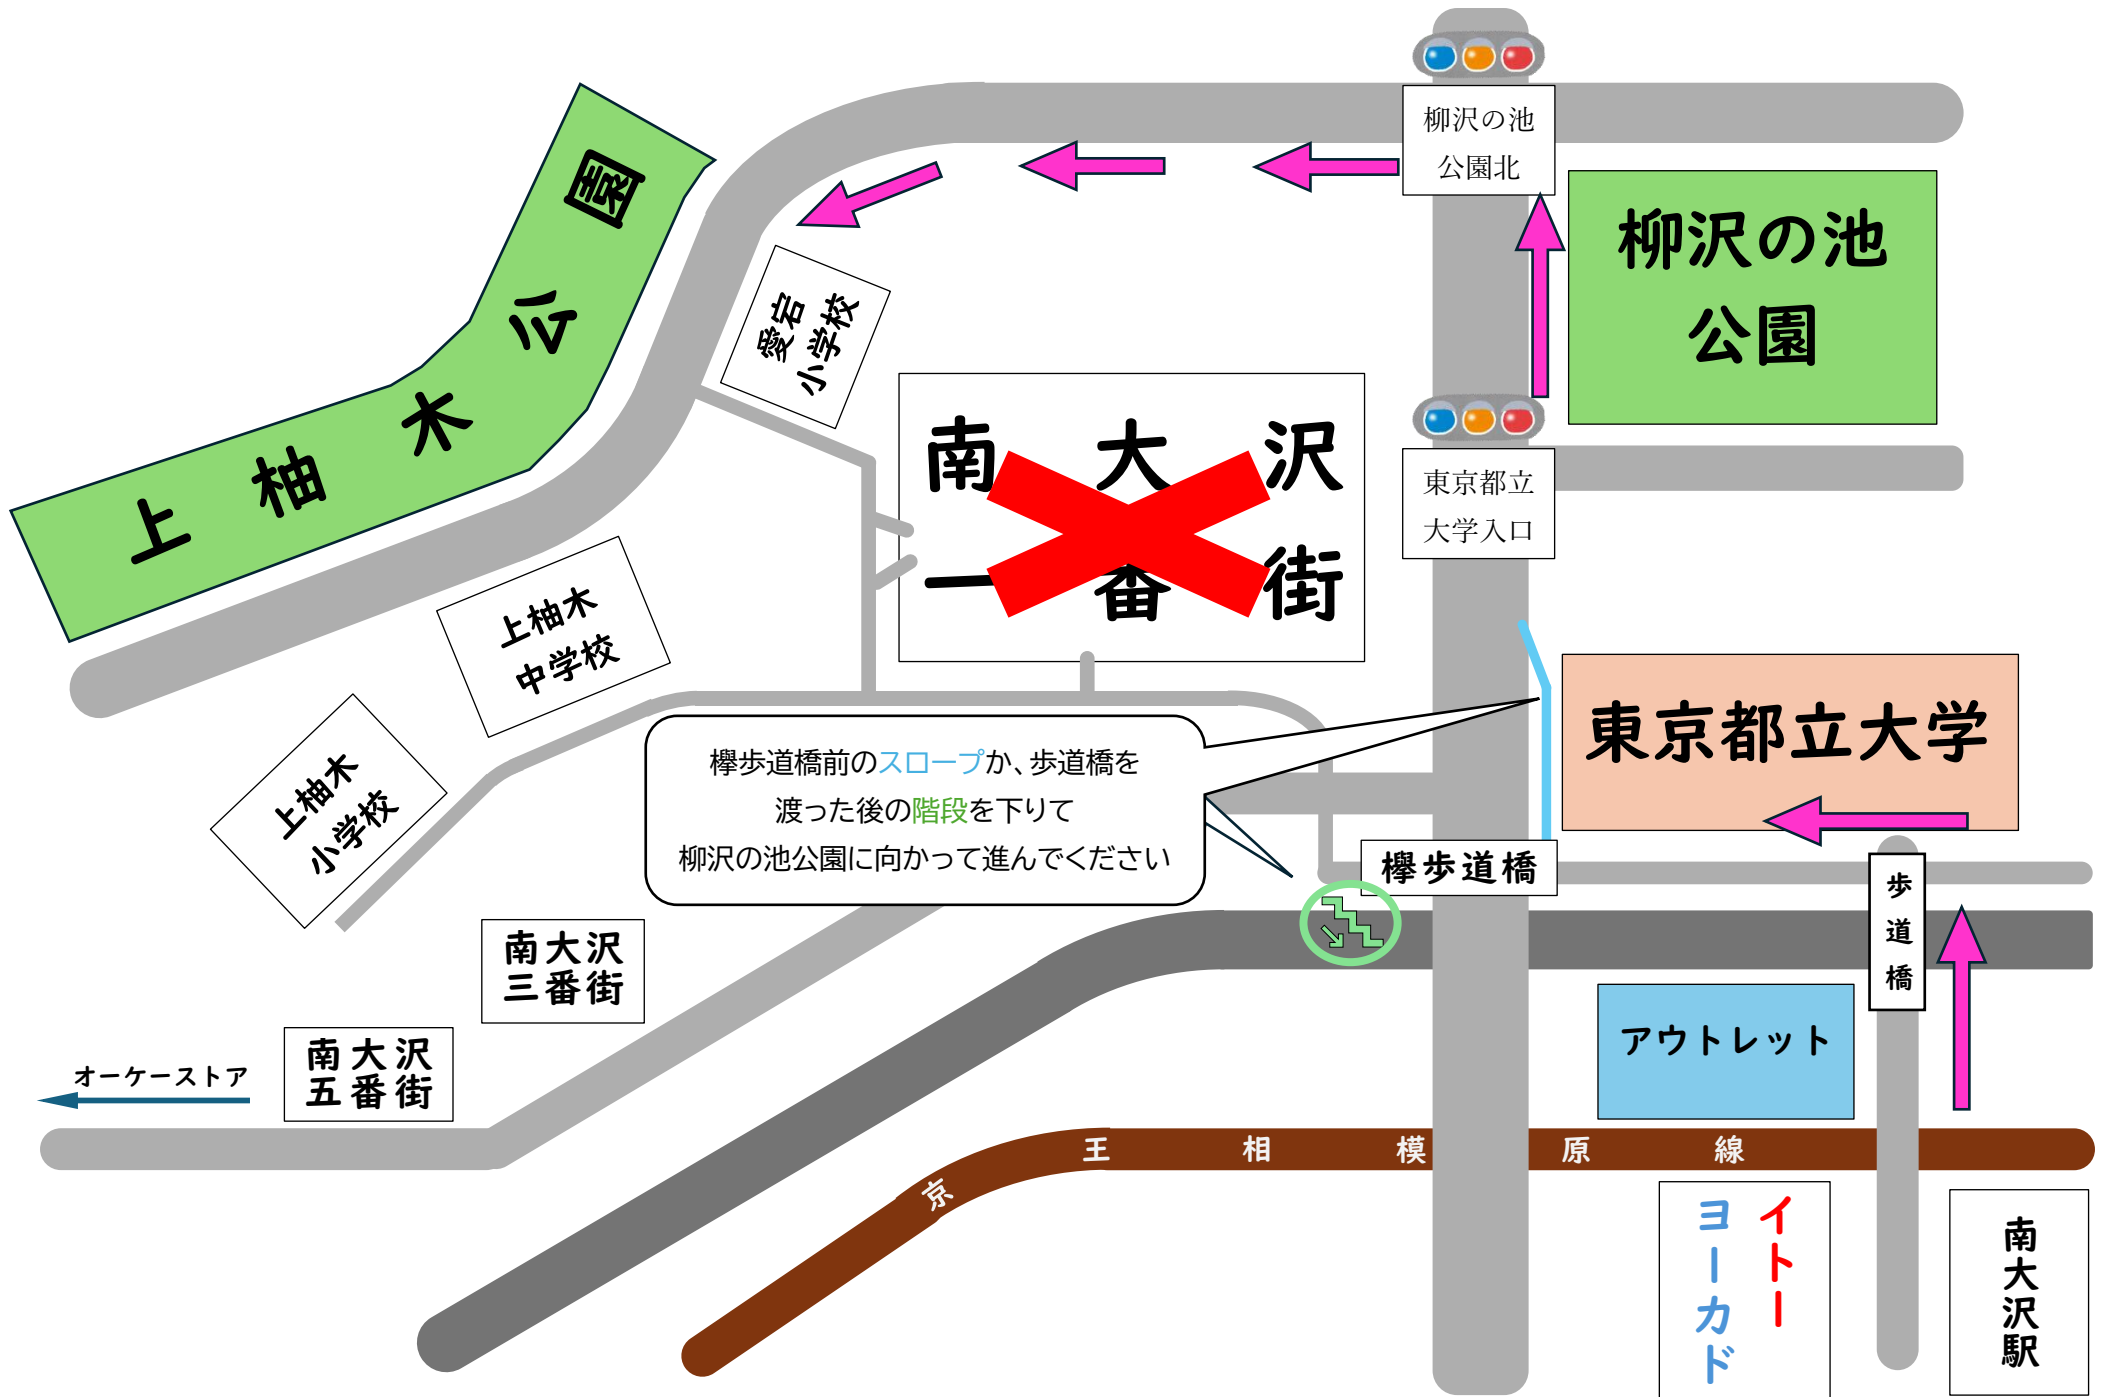 柳沢の池
公園北
柳沢の池
公園
上柚木公園
愛宕
小学校
南大沢
一番街
東京都立
大学入口
上柚木
中学校
東京都立大学
上柚木
小学校
欅歩道橋前のスロープか、歩道橋を
渡った後の階段を下りて
柳沢の池公園に向かって進んでください
欅歩道橋
歩道橋
南大沢
三番街
アウトレット
南大沢
五番街
オーケーストア
京王相模原線
イトー
ヨーカド
南大沢駅